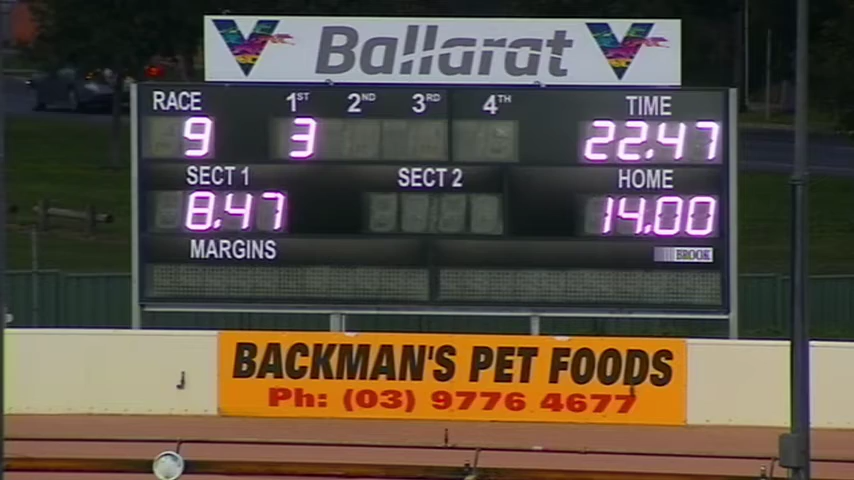 Ballarat
RACE 1ST 2ND 3RD 4TH TIME
9 3 22.47
SECT 1 SECT 2 HOME
8.47 14.00
MARGINS BROOK
BACKMAN'S PET FOODS
Ph: (03) 9776 4677